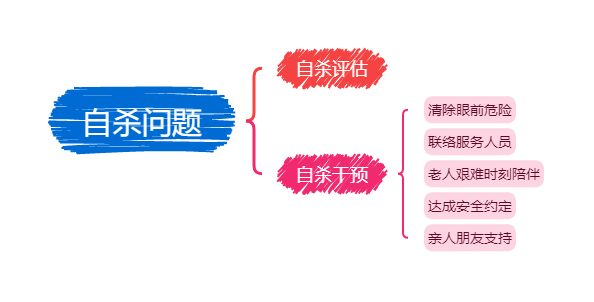 自杀问题
自杀评估
自杀干预
清除眼前危险
联络服务人员
老人艰难时刻陪伴
达成安全约定
亲人朋友支持